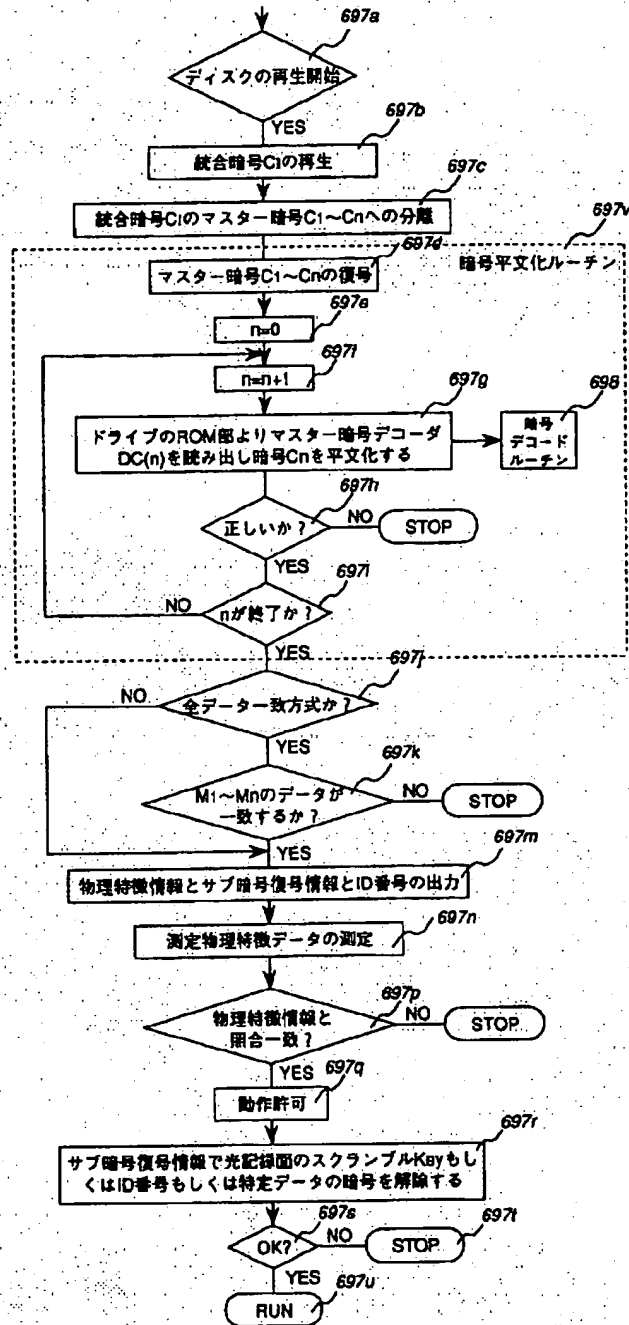 697a
ディスクの再生開始
YES
697b
統合暗号CIの再生
697c
統合暗号CIのマスター暗号C1～Cnへの分離
697v
697d
暗号平文化ルーチン
マスター暗号C1～Cnの復号
697e
n=0
697f
n=n+1
697g
698
ドライブのROM部よりマスター暗号デコーダ
DC(n)を読み出し暗号Cnを平文化する
暗号
デコード
ルーチン
697h
正しいか？
NO
STOP
YES
697i
NO
nが終了か？
YES
697j
NO
全データ一致方式か？
YES
697k
M1～Mnのデータが
一致するか？
NO
STOP
YES
697m
物理特徴情報とサブ暗号復号情報とID番号の出力
697n
測定物理特徴データの測定
697p
物理特徴情報と
照合一致？
NO
STOP
YES
697q
動作許可
697r
サブ暗号復号情報で光記録面のスクランブルKeyもし
くはID番号もしくは特定データの暗号を解除する
697s
OK?
NO
697t
STOP
YES
697u
RUN